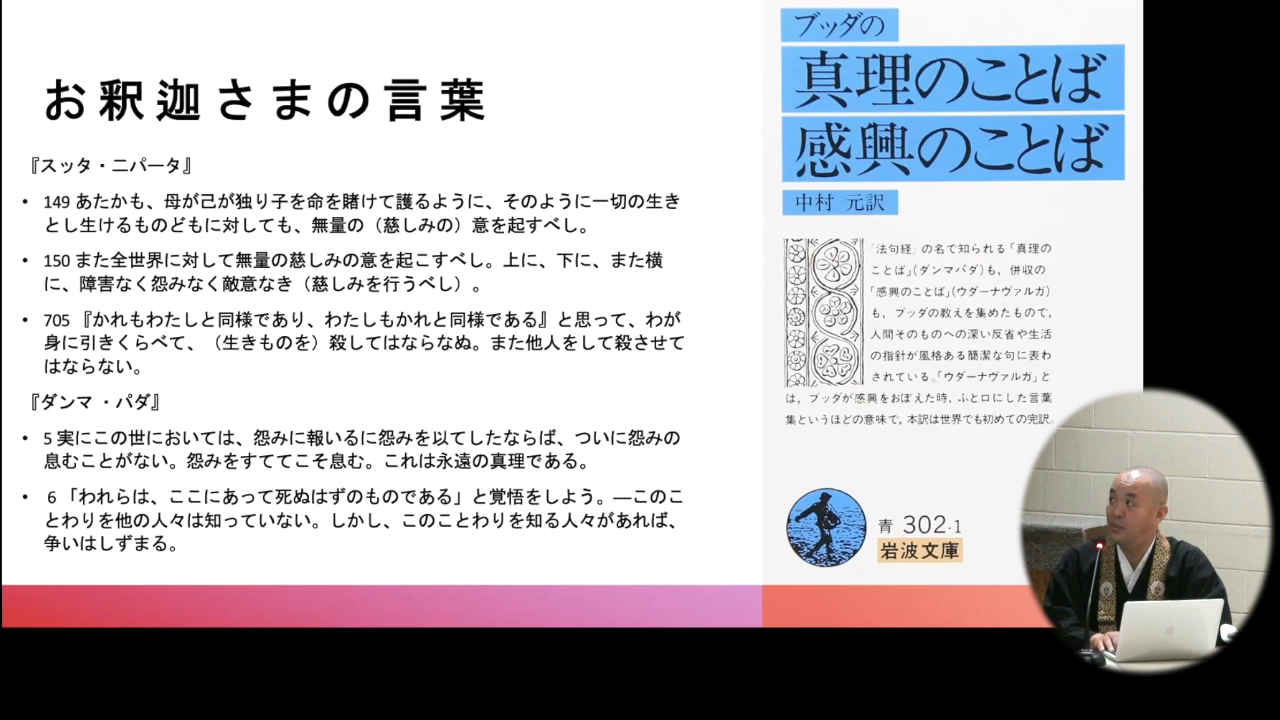 お釈迦さまの言葉
『スッタ・ニパータ』
• 149 あたかも、母が己が独り子を命を賭けて護るように、そのように一切の生き
とし生けるものどもに対しても、無量の（慈しみの）意を起すべし。
• 150 また全世界に対して無量の慈しみの意を起こすべし。上に、下に、また横
に、障害なく怨みなく敵意なき（慈しみを行うべし）。
• 705 『かれもわたしと同様であり、わたしもかれと同様である』と思って、わが
身に引きくらべて、（生きものを）殺してはならなぬ。また他人をして殺させて
はならない。
『ダンマ ・パダ』
• 5 実にこの世においては、怨みに報いるに怨みを以てしたならば、ついに怨みの
息むことがない。怨みをすててこそ息む。これは永遠の真理である。
• 6 「われらは、ここにあって死ぬはずのものである」と覚悟をしよう。―このこ
とわりを他の人々は知っていない。しかし、このことわりを知る人々があれば、
争いはしずまる。
ブッダの
真理のことば
感興のことば
中村 元訳
「法句経」の名で知られる「真理の
ことば」(ダンマパダ)も，併収の
「感興のことば」(ウダーナヴァルガ)
も，ブッダの教えを集めたもので，
人間そのものへの深い反省や生活
の指針が風格ある簡潔な句に表わ
されている。「ウダーナヴァルガ」と
は，ブッダが感興をおぼえた時，ふと口にした言葉
集というほどの意味で，本訳は世界でも初めての完訳。
青 302-1
岩波文庫